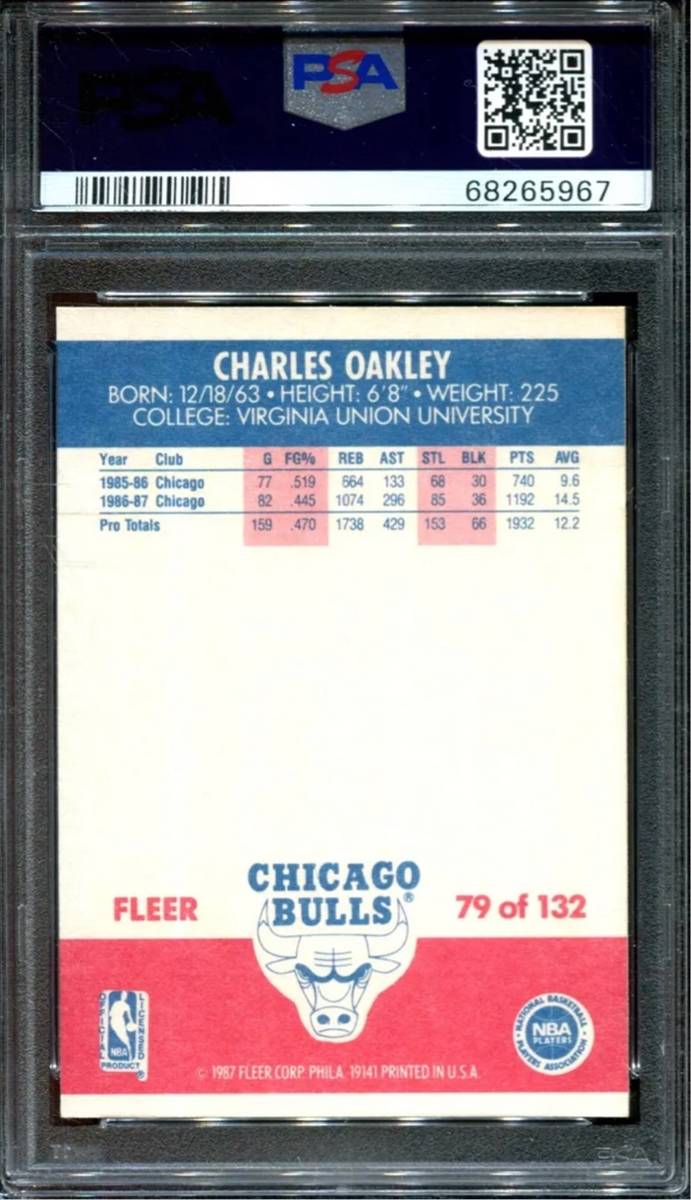 PSA
PSA
68265967
CHARLES OAKLEY
BORN: 12/18/63 • HEIGHT: 6'8" • WEIGHT: 225
COLLEGE: VIRGINIA UNION UNIVERSITY
Year Club G FG% REB AST STL BLK PTS AVG
1985-86 Chicago 77 .519 664 133 68 30 740 9.6
1986-87 Chicago 82 .445 1074 296 85 36 1192 14.5
Pro Totals 159 .470 1738 429 153 66 1932 12.2
CHICAGO
BULLS®
FLEER
79 of 132
OFFICIAL LICENSED
NBA
PRODUCT
®
NATIONAL BASKETBALL
NBA
PLAYERS
PLAYERS ASSOCIATION
© 1987 FLEER CORP. PHILA. 19141 PRINTED IN U.S.A.
PSA